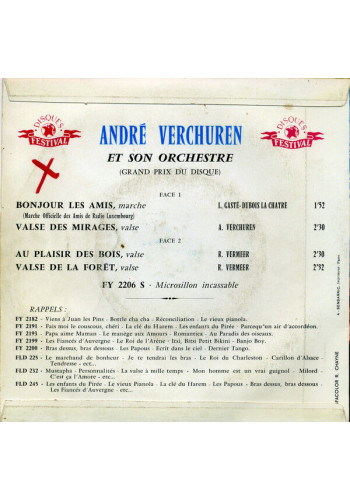 DISQUES
FESTIVAL
ANDRÉ VERCHUREN
DISQUES
FESTIVAL
ET SON ORCHESTRE
(GRAND PRIX DU DISQUE)
FACE 1
BONJOUR LES AMIS, marche L. GASTÉ-DUBOIS LA CHATRE 1'52
(Marche Officielle des Amis de Radio Luxembourg)
VALSE DES MIRAGES, valse A. VERCHUREN 2'30
FACE 2
AU PLAISIR DES BOIS, valse R. VERMEER 2'30
VALSE DE LA FORÊT, valse R. VERMEER 2'32
FY 2206 S - Microsillon incassable
RAPPELS :
FY 2182 - Viens à Juan les Pins - Bottle cha cha - Réconciliation - Le vieux pianola.
FY 2191 - Fais moi le couscous, chéri - La clé du Harem - Les enfants du Pirée - Puisqu'un air d'accordéon.
FY 2195 - Papa aime Maman - Le manège aux Amours - Romantica - Au Paradis des oiseaux.
FY 2199 - Les Fiancés d'Auvergne - Le Roi de l'Arène - Itsi, Bitsi Petit Bikini - Banjo Boy.
FY 2200 - Bras dessus, bras dessous - Les Papous - Ecrit dans le ciel - Dernier Tango.
FLD 225 - Le marchand de bonheur - Je te tendrai les bras - Le Roi du Charleston - Carillon d'Alsace - Tendresse - etc...
FLD 232 - Mustapha - Personnalités - La valse à mille temps - Mon homme est un vrai guignol - Milord - C'est ça l'Amour - etc...
FLD 245 - Les enfants du Pirée - Le vieux Pianola - La clé du Harem - Les Papous - Bras dessus, bras dessous - Les Fiancés d'Auvergne - etc...